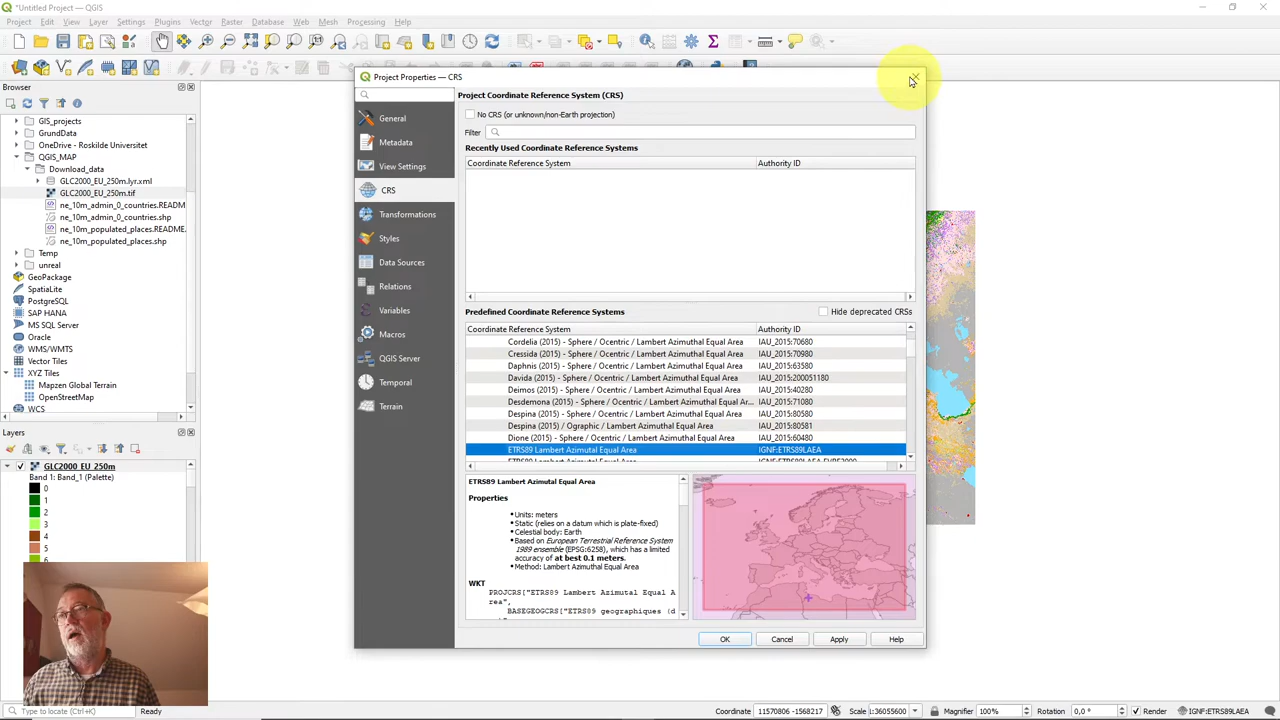 *Untitled Project — QGIS
Project Edit View Layer Settings Plugins Vector Raster Database Web Mesh Processing Help
Browser
GIS_projects
GrundData
OneDrive - Roskilde Universitet
QGIS_MAP
Download_data
GLC2000_EU_250m.lyr.xml
GLC2000_EU_250m.tif
ne_10m_admin_0_countries.README
ne_10m_admin_0_countries.shp
ne_10m_populated_places.README.
ne_10m_populated_places.shp
Temp
unreal
GeoPackage
SpatiaLite
PostgreSQL
SAP HANA
MS SQL Server
Oracle
WMS/WMTS
Vector Tiles
XYZ Tiles
Mapzen Global Terrain
OpenStreetMap
WCS
Layers
GLC2000_EU_250m
Band 1: Band_1 (Palette)
0
1
2
3
4
5
6
Project Properties — CRS
General
Metadata
View Settings
CRS
Transformations
Styles
Data Sources
Relations
Variables
Macros
QGIS Server
Temporal
Terrain
Project Coordinate Reference System (CRS)
No CRS (or unknown/non-Earth projection)
Filter
Recently Used Coordinate Reference Systems
Coordinate Reference System Authority ID
Predefined Coordinate Reference Systems Hide deprecated CRSs
Coordinate Reference System Authority ID
Cordelia (2015) - Sphere / Ocentric / Lambert Azimuthal Equal Area IAU_2015:70680
Cressida (2015) - Sphere / Ocentric / Lambert Azimuthal Equal Area IAU_2015:70980
Daphnis (2015) - Sphere / Ocentric / Lambert Azimuthal Equal Area IAU_2015:63580
Davida (2015) - Sphere / Ocentric / Lambert Azimuthal Equal Area IAU_2015:200051180
Deimos (2015) - Sphere / Ocentric / Lambert Azimuthal Equal Area IAU_2015:40280
Desdemona (2015) - Sphere / Ocentric / Lambert Azimuthal Equal Ar... IAU_2015:71080
Despina (2015) - Sphere / Ocentric / Lambert Azimuthal Equal Area IAU_2015:80580
Despina (2015) / Ographic / Lambert Azimuthal Equal Area IAU_2015:80581
Dione (2015) - Sphere / Ocentric / Lambert Azimuthal Equal Area IAU_2015:60480
ETRS89 Lambert Azimutal Equal Area IGNF:ETRS89LAEA
ETRS89 Lambert Azimutal Equal Area
Properties
• Units: meters
• Static (relies on a datum which is plate-fixed)
• Celestial body: Earth
• Based on European Terrestrial Reference System
1989 ensemble (EPSG:6258), which has a limited
accuracy of at best 0.1 meters.
• Method: Lambert Azimuthal Equal Area
WKT
PROJCRS["ETRS89 Lambert Azimutal Equal Ar
ea",
BASEGEOGCRS["ETRS89 geographiques (d
OK Cancel Apply Help
Type to locate (Ctrl+K) Ready Coordinate 11570806 -1568217 Scale 1:36055600 Magnifier 100% Rotation 0,0 ° Render IGNF:ETRS89LAEA